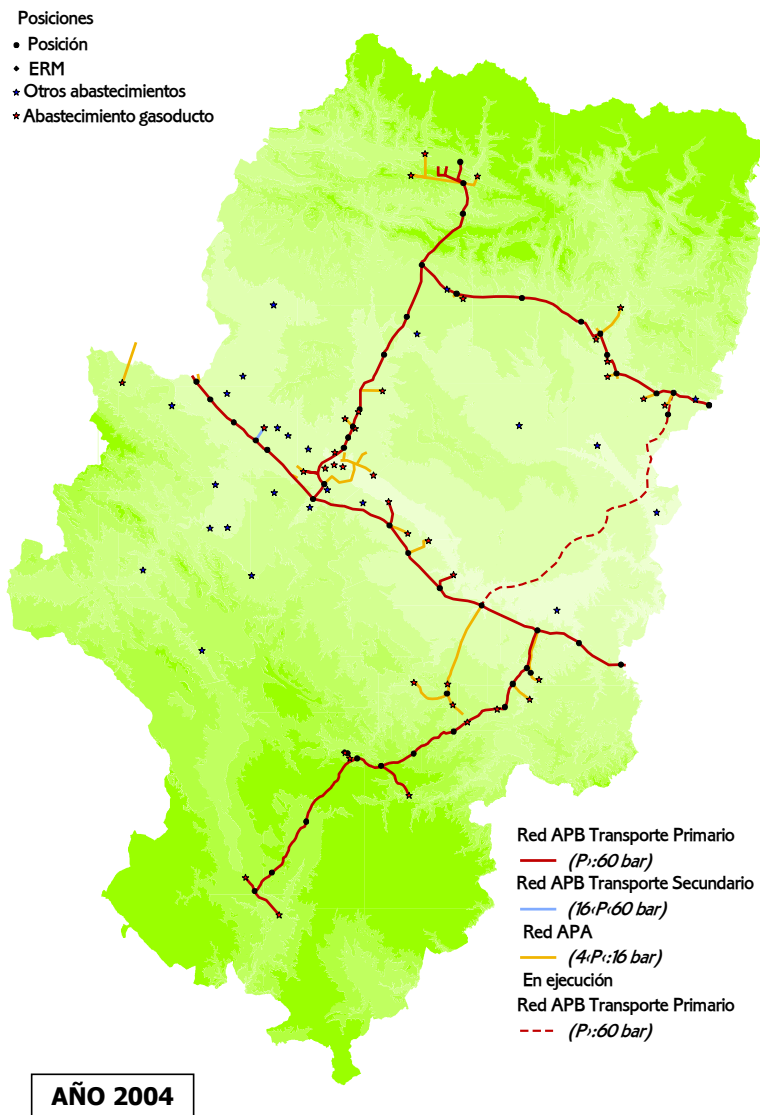 Posiciones
Posición
ERM
Otros abastecimientos
Abastecimiento gasoducto
Red APB Transporte Primario
(P›:60 bar)
Red APB Transporte Secundario
(16‹P‹60 bar)
Red APA
(4‹P‹:16 bar)
En ejecución
Red APB Transporte Primario
(P›:60 bar)
AÑO 2004